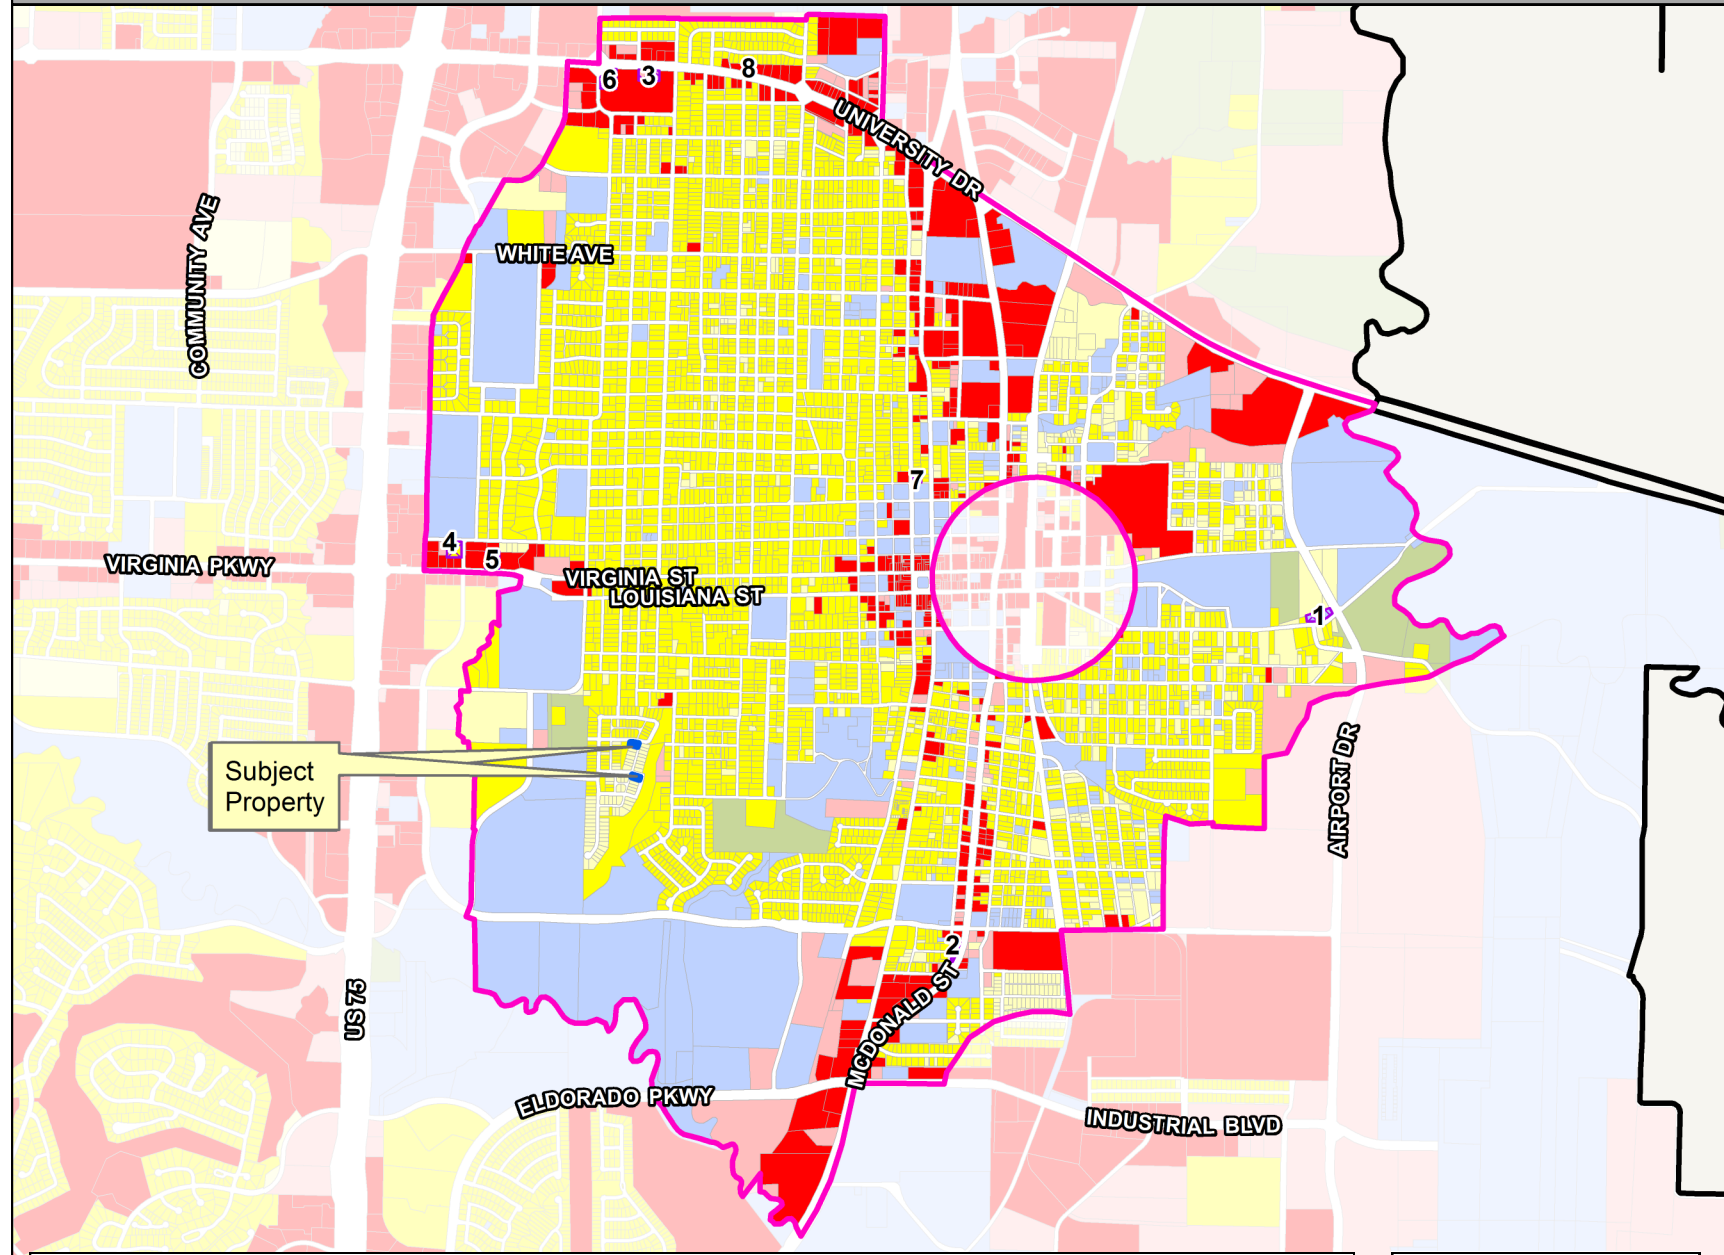 6
3
8
UNIVERSITY DR
COMMUNITY AVE
WHITE AVE
7
4
5
VIRGINIA PKWY
VIRGINIA ST
LOUISIANA ST
1
Subject
Property
AIRPORT DR
2
US 75
MCDONALD ST
ELDORADO PKWY
INDUSTRIAL BLVD